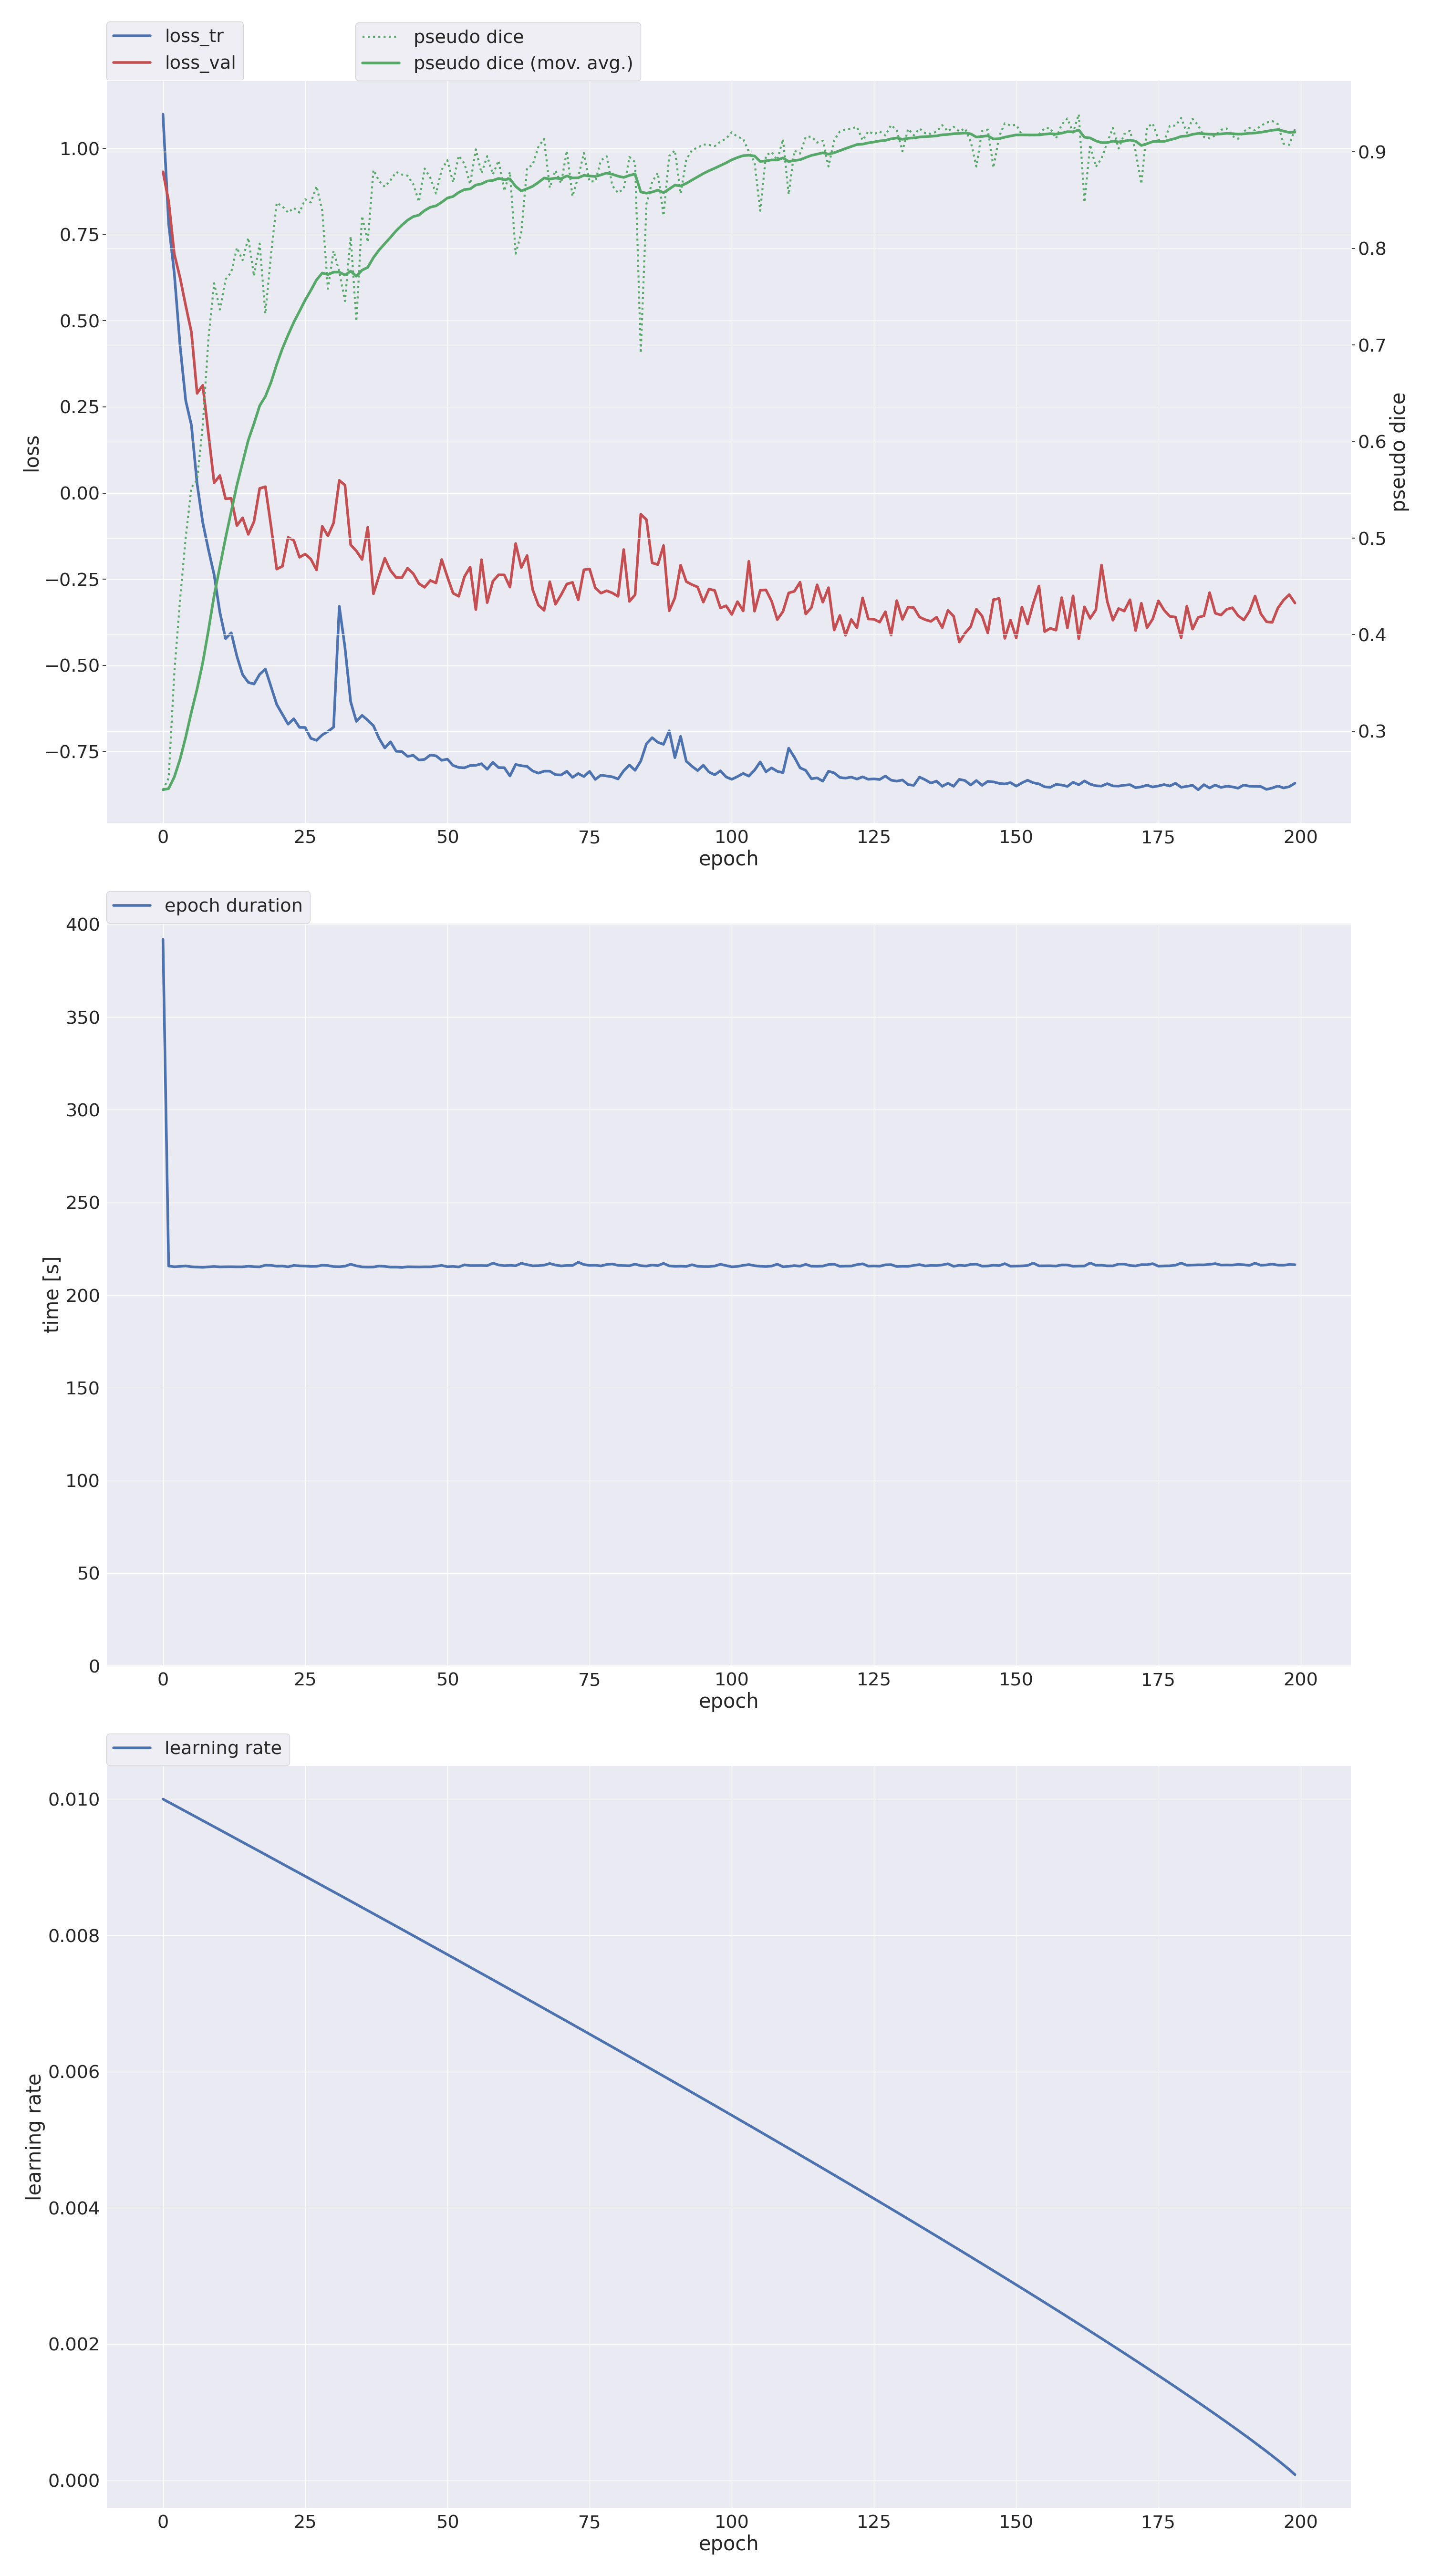 loss_tr
loss_val
pseudo dice
pseudo dice (mov. avg.)
1.00
0.75
0.50
0.25
0.00
−0.25
−0.50
−0.75
loss
0.9
0.8
0.7
0.6
0.5
0.4
0.3
pseudo dice
0 25 50 75 100 125 150 175 200
epoch
epoch duration
400
350
300
250
200
150
100
50
0
time [s]
0 25 50 75 100 125 150 175 200
epoch
learning rate
0.010
0.008
0.006
0.004
0.002
0.000
learning rate
0 25 50 75 100 125 150 175 200
epoch